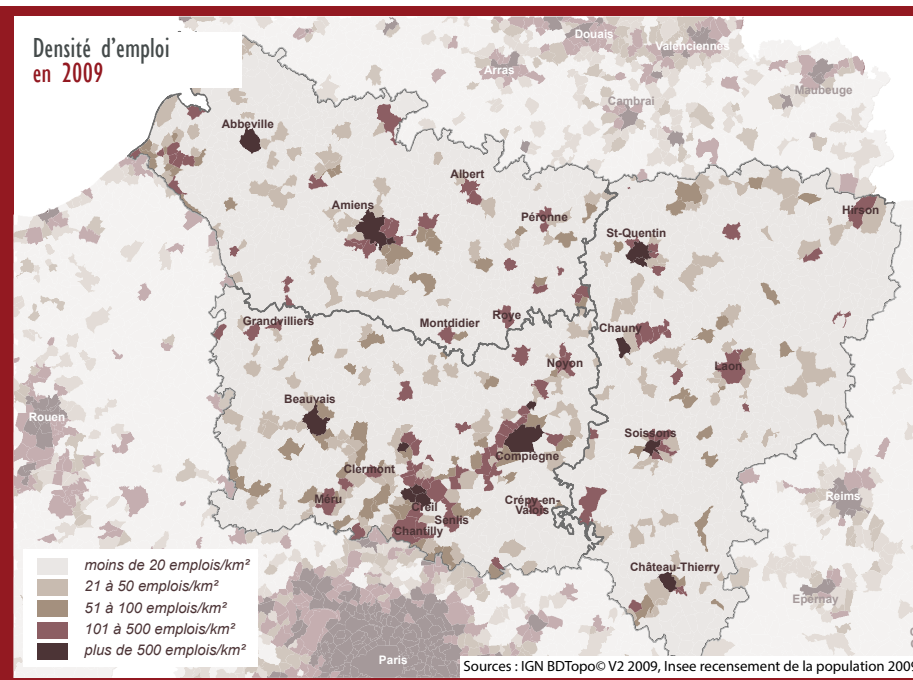 Densité d'emploi
en 2009
Douais
Valenciennes
Arras
Maubeuge
Cambrai
Abbeville
Albert
Amiens
Péronne
Hirson
St-Quentin
Grandvilliers
Montdidier
Roye
Chauny
Noyon
Laon
Beauvais
Rouen
Soissons
Compiègne
Clermont
Méru
Creil
Crépy-en-
Valois
Senlis
Chantilly
Reims
Château-Thierry
Epernay
Paris
moins de 20 emplois/km²
21 à 50 emplois/km²
51 à 100 emplois/km²
101 à 500 emplois/km²
plus de 500 emplois/km²
Sources : IGN BDTopo© V2 2009, Insee recensement de la population 2009